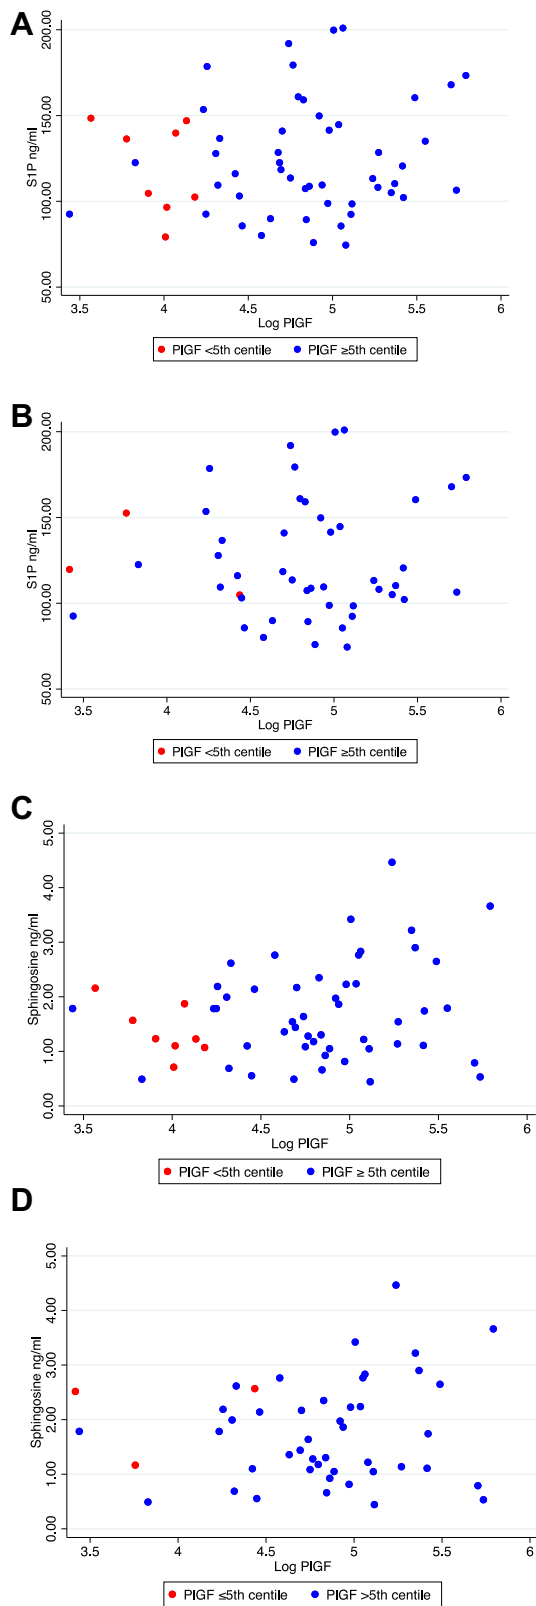 A
S1P ng/ml
200.00
150.00
100.00
50.00
3.5 4 4.5 5 5.5 6
Log PlGF
PlGF <5th centile PlGF ≥5th centile
B
S1P ng/ml
200.00
150.00
100.00
50.00
3.5 4 4.5 5 5.5 6
Log PlGF
PlGF <5th centile PlGF ≥5th centile
C
Sphingosine ng/ml
5.00
4.00
3.00
2.00
1.00
0.00
3.5 4 4.5 5 5.5 6
Log PlGF
PlGF <5th centile PlGF ≥ 5th centile
D
Sphingosine ng/ml
5.00
4.00
3.00
2.00
1.00
0.00
3.5 4 4.5 5 5.5 6
Log PlGF
PlGF ≤5th centile PlGF >5th centile